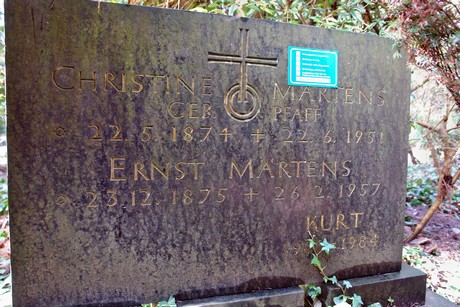 CHRISTINE MARTENS
GEB. PFAFF
22.5.1874 + 22.6.1951
ERNST MARTENS
23.12.1875 + 26.2.1957
KURT
1984